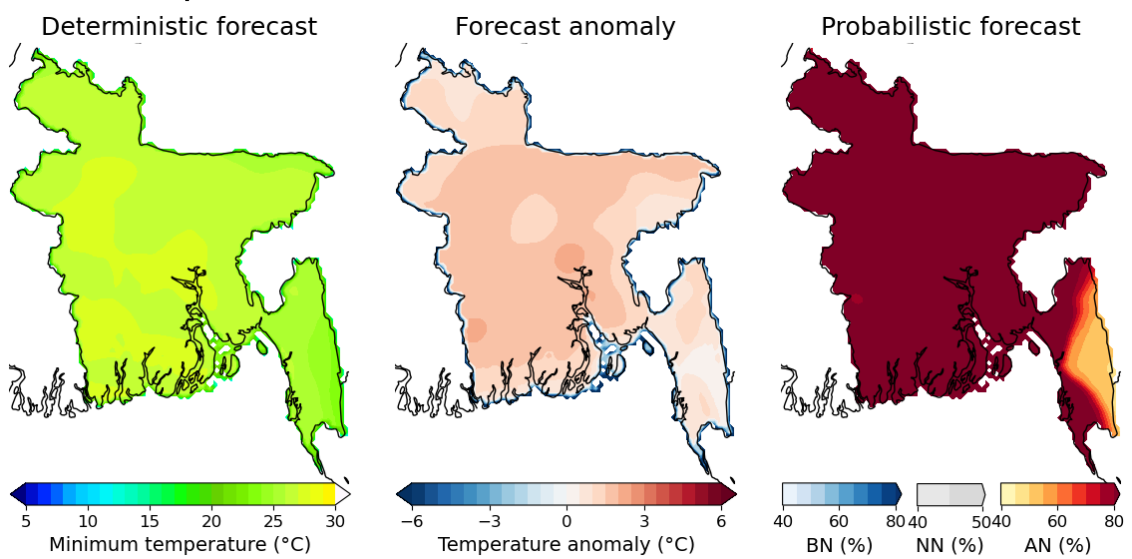 Deterministic forecast
Forecast anomaly
Probabilistic forecast
5 10 15 20 25 30
Minimum temperature (°C)
−6 −3 0 3 6
Temperature anomaly (°C)
40 60 80
BN (%)
40 50
NN (%)
40 60 80
AN (%)